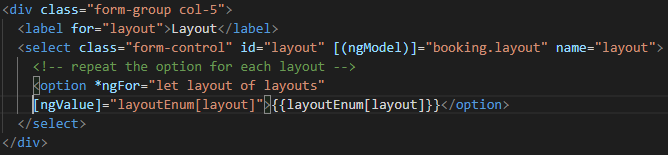 <div class="form-group col-5">
<label for="layout">Layout</label>
<select class="form-control" id="layout" [(ngModel)]="booking.layout" name="layout">
<!-- repeat the option for each layout -->
<option *ngFor="let layout of layouts"
[ngValue]="layoutEnum[layout]">{{layoutEnum[layout]}}</option>
</select>
</div>